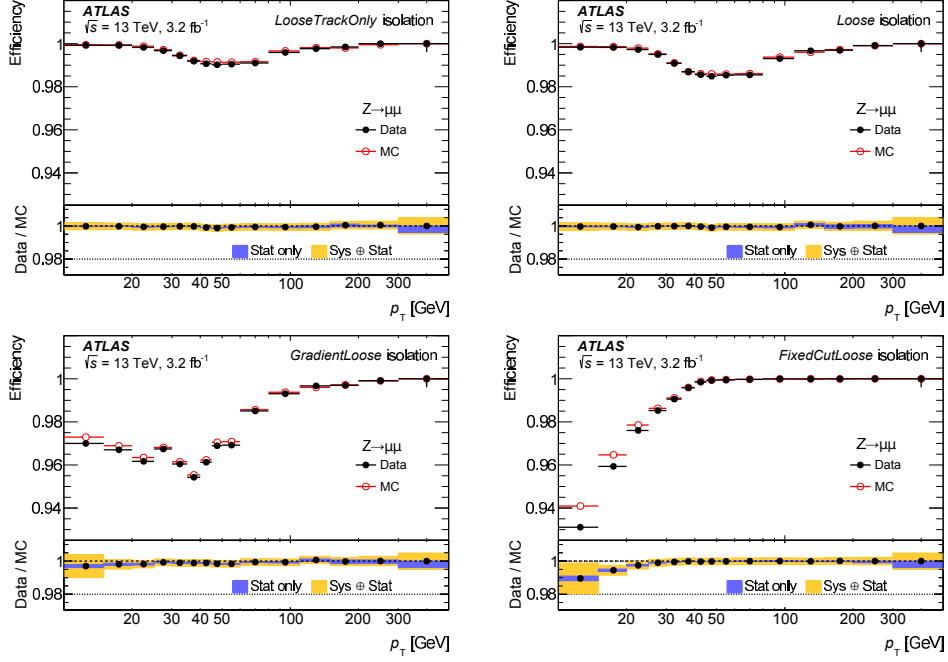 ATLAS
√s = 13 TeV, 3.2 fb⁻¹
LooseTrackOnly isolation
Efficiency
1
0.98
0.96
0.94
Z→μμ
Data
MC
Data / MC
1
0.98
Stat only
Sys ⊕ Stat
20
30
40
50
100
200
300
p_T [GeV]
ATLAS
√s = 13 TeV, 3.2 fb⁻¹
Loose isolation
Efficiency
1
0.98
0.96
0.94
Z→μμ
Data
MC
Data / MC
1
0.98
Stat only
Sys ⊕ Stat
20
30
40
50
100
200
300
p_T [GeV]
ATLAS
√s = 13 TeV, 3.2 fb⁻¹
GradientLoose isolation
Efficiency
1
0.98
0.96
0.94
Z→μμ
Data
MC
Data / MC
1
0.98
Stat only
Sys ⊕ Stat
20
30
40
50
100
200
300
p_T [GeV]
ATLAS
√s = 13 TeV, 3.2 fb⁻¹
FixedCutLoose isolation
Efficiency
1
0.98
0.96
0.94
Z→μμ
Data
MC
Data / MC
1
0.98
Stat only
Sys ⊕ Stat
20
30
40
50
100
200
300
p_T [GeV]